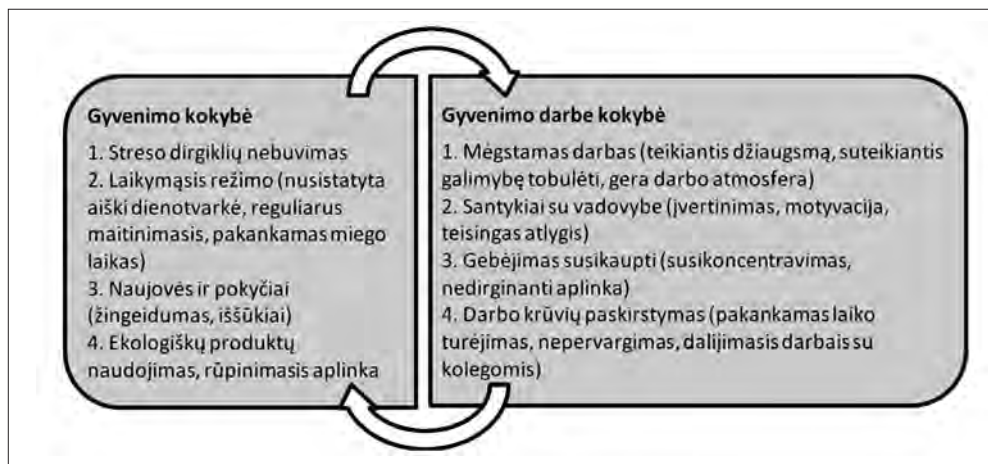 Gyvenimo kokybė
1. Streso dirgiklių nebuvimas
2. Laikymąsis režimo (nusistatyta
aiški dienotvarkė, reguliarus
maitinimasis, pakankamas miego
laikas)
3. Naujovės ir pokyčiai
(žingeidumas, iššūkiai)
4. Ekologiškų produktų
naudojimas, rūpinimasis aplinka
Gyvenimo darbe kokybė
1. Mėgstamas darbas (teikiantis džiaugsmą, suteikiantis
galimybę tobulėti, gera darbo atmosfera)
2. Santykiai su vadovybe (įvertinimas, motyvacija,
teisingas atlygis)
3. Gebėjimas susikaupti (susikoncentravimas,
nedirginanti aplinka)
4. Darbo krūvių paskirstymas (pakankamas laiko
turėjimas, nepervargimas, dalijimasis darbais su
kolegomis)